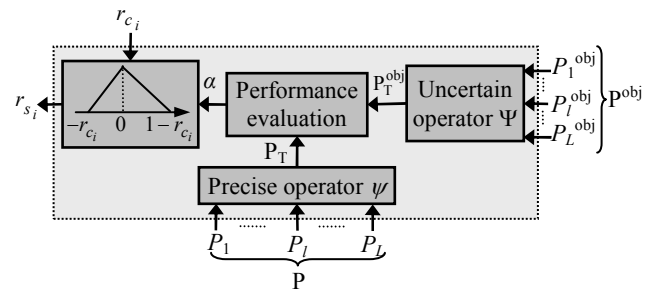 r_{c_i}
P_1^{obj}
α
P_T^{obj}
Performance evaluation
Uncertain operator Ψ
P_l^{obj}
P^{obj}
r_{s_i}
−r_{c_i} 0 1−r_{c_i}
P_L^{obj}
P_T
Precise operator ψ
P_1 ........ P_l ........ P_L
P